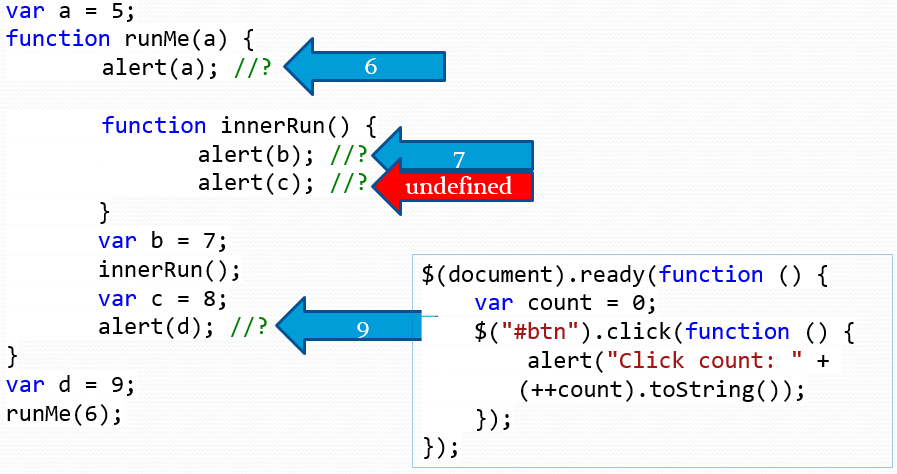 var a = 5;
function runMe(a) {
alert(a); //? 6
function innerRun() {
alert(b); //? 7
alert(c); //? undefined
}
var b = 7;
innerRun();
var c = 8;
alert(d); //? 9
}
var d = 9;
runMe(6);
$(document).ready(function () {
var count = 0;
$("#btn").click(function () {
alert("Click count: " +
(++count).toString());
});
});